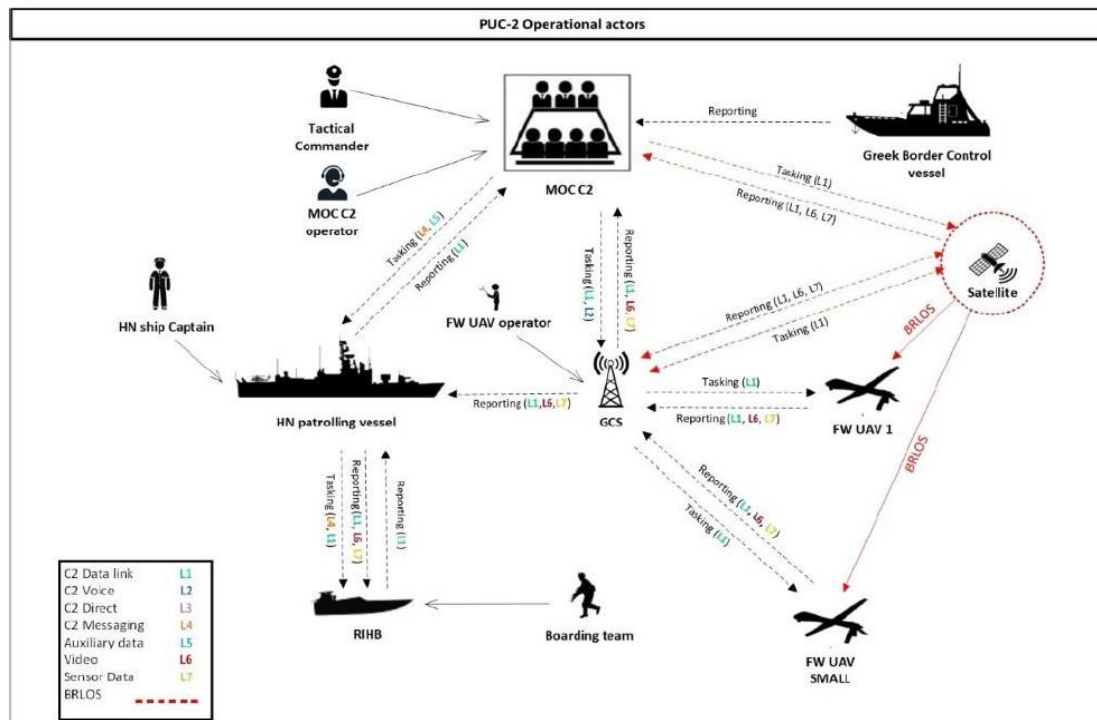 PUC-2 Operational actors
Tactical
Commander
MOC C2
operator
MOC C2
Reporting
Greek Border Control
vessel
Tasking (L1)
Reporting (L1, L6, L7)
Satellite
Tasking (L4, L5)
Reporting (L1)
Tasking (L1, L2)
Reporting (L1, L6, L7)
HN ship Captain
FW UAV operator
Reporting (L1, L6, L7)
Tasking (L1)
BRLOS
BRLOS
HN patrolling vessel
Reporting (L1,L6,L7)
GCS
Tasking (L1)
Reporting (L1, L6, L7)
FW UAV 1
Reporting (L1, L6, L7)
Tasking (L1)
Tasking (L4, L1)
Reporting (L1, L6, L7)
Reporting (L1)
RIHB
Boarding team
FW UAV
SMALL
C2 Data link L1
C2 Voice L2
C2 Direct L3
C2 Messaging L4
Auxiliary data L5
Video L6
Sensor Data L7
BRLOS